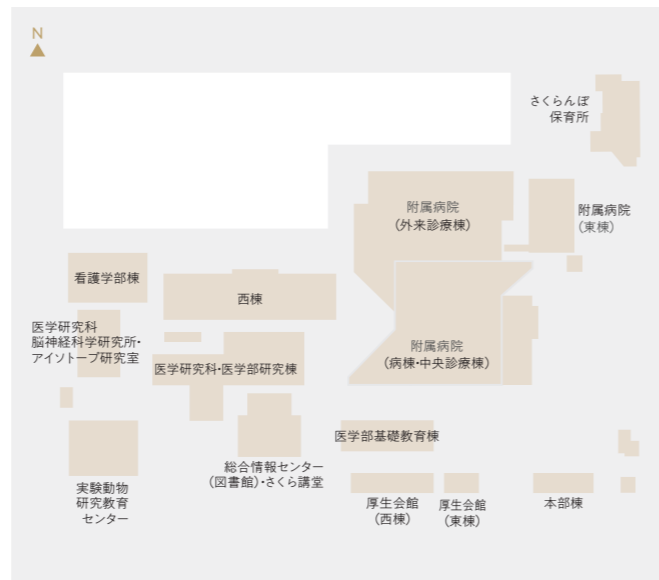 N
さくらんぼ
保育所
附属病院
（外来診療棟）
附属病院
（東棟）
看護学部棟
西棟
医学研究科
脳神経科学研究所・
アイソトープ研究室
医学研究科・医学部研究棟
附属病院
（病棟・中央診療棟）
医学部基礎教育棟
総合情報センター
（図書館）・さくら講堂
実験動物
研究教育
センター
厚生会館
（西棟）
厚生会館
（東棟）
本部棟